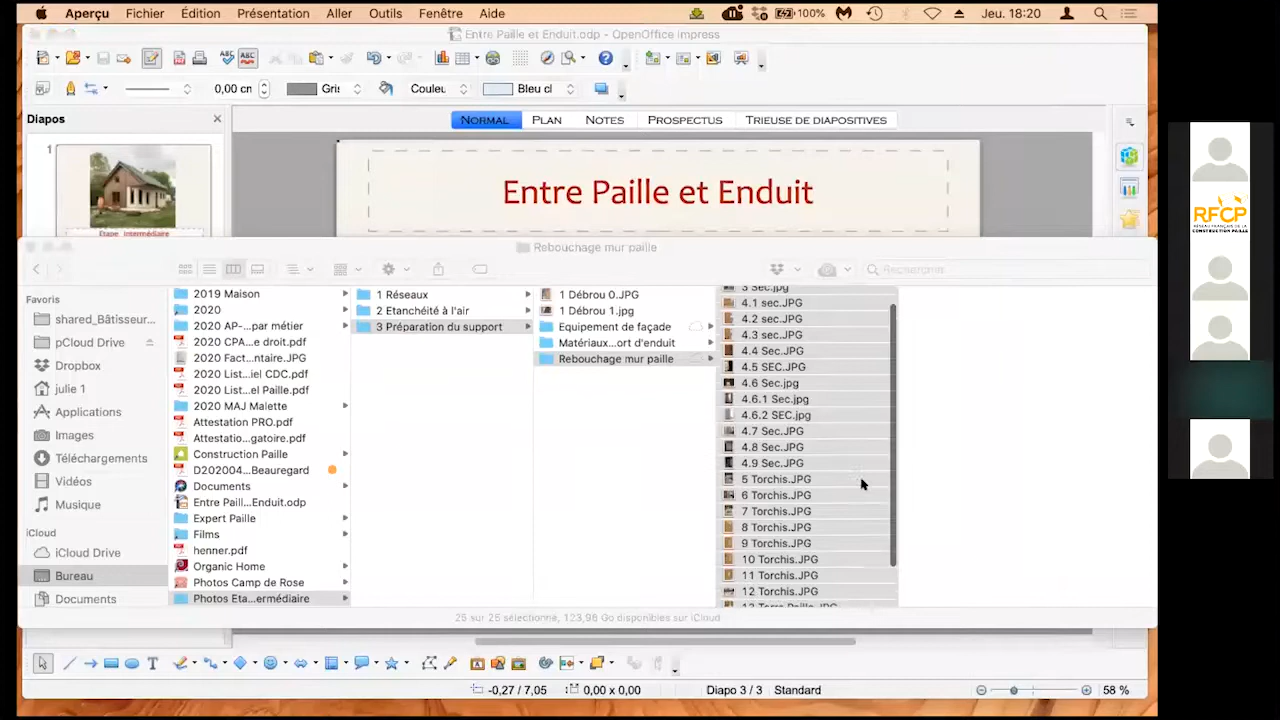 Aperçu Fichier Édition Présentation Aller Outils Fenêtre Aide 100% Jeu. 18:20
Entre Paille et Enduit.odp - OpenOffice Impress
0,00 cm Gris Couleu Bleu cl
Diapos
NORMAL PLAN NOTES PROSPECTUS TRIEUSE DE DIAPOSITIVES
1
Entre Paille et Enduit
Etape intermédiaire
Rebouchage mur paille
Recherche
Favoris
shared_Bâtisseur...
pCloud Drive
Dropbox
julie 1
Applications
Images
Téléchargements
Vidéos
Musique
iCloud
iCloud Drive
Bureau
Documents
2019 Maison
2020
2020 AP-...par métier
2020 CPA...e droit.pdf
2020 Fact...ntaire.JPG
2020 List...iel CDC.pdf
2020 List...el Paille.pdf
2020 MAJ Malette
Attestation PRO.pdf
Attestatio...gatoire.pdf
Construction Paille
D202004...Beauregard
Documents
Entre Paill...Enduit.odp
Expert Paille
Films
henner.pdf
Organic Home
Photos Camp de Rose
Photos Eta...ermédiaire
1 Réseaux
2 Etanchéité à l'air
3 Préparation du support
1 Débrou 0.JPG
1 Débrou 1.jpg
Equipement de façade
Matériaux...ort d'enduit
Rebouchage mur paille
3 Sec.jpg
4.1 sec.JPG
4.2 sec.JPG
4.3 sec.JPG
4.4 Sec.JPG
4.5 SEC.JPG
4.6 Sec.jpg
4.6.1 Sec.jpg
4.6.2 SEC.jpg
4.7 Sec.JPG
4.8 Sec.JPG
4.9 Sec.JPG
5 Torchis.JPG
6 Torchis.JPG
7 Torchis.JPG
8 Torchis.JPG
9 Torchis.JPG
10 Torchis.JPG
11 Torchis.JPG
12 Torchis.JPG
13 Terre Paille.JPG
25 sur 25 sélectionné, 123,96 Go disponibles sur iCloud
-0,27 / 7,05 0,00 x 0,00 Diapo 3 / 3 Standard 58 %
RFCP
RÉSEAU FRANÇAIS DE LA
CONSTRUCTION PAILLE